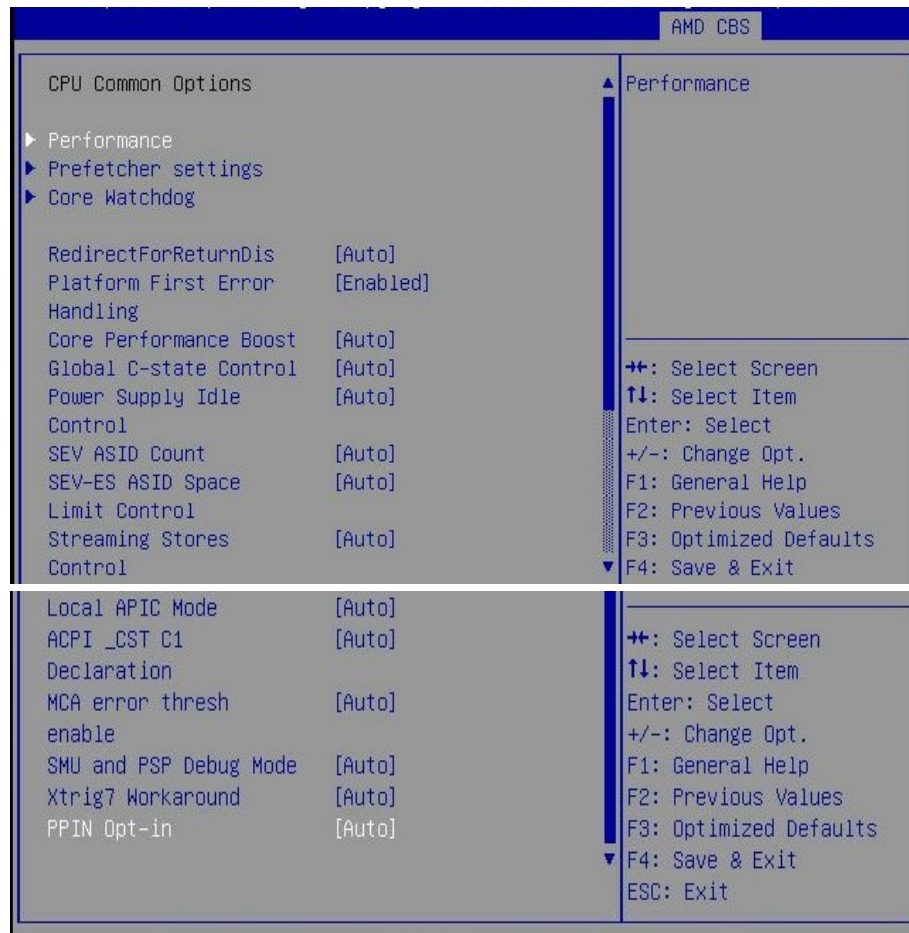 AMD CBS
CPU Common Options
Performance
Performance
Prefetcher settings
Core Watchdog
RedirectForReturnDis [Auto]
Platform First Error [Enabled]
Handling
Core Performance Boost [Auto]
Global C-state Control [Auto]
Power Supply Idle [Auto]
Control
SEV ASID Count [Auto]
SEV-ES ASID Space [Auto]
Limit Control
Streaming Stores [Auto]
Control
→←: Select Screen
↑↓: Select Item
Enter: Select
+/-: Change Opt.
F1: General Help
F2: Previous Values
F3: Optimized Defaults
F4: Save & Exit
Local APIC Mode [Auto]
ACPI _CST C1 [Auto]
Declaration
MCA error thresh [Auto]
enable
SMU and PSP Debug Mode [Auto]
Xtrig7 Workaround [Auto]
PPIN Opt-in [Auto]
→←: Select Screen
↑↓: Select Item
Enter: Select
+/-: Change Opt.
F1: General Help
F2: Previous Values
F3: Optimized Defaults
F4: Save & Exit
ESC: Exit